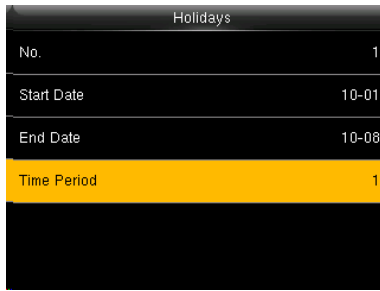 Holidays
No. 1
Start Date 10-01
End Date 10-08
Time Period 1